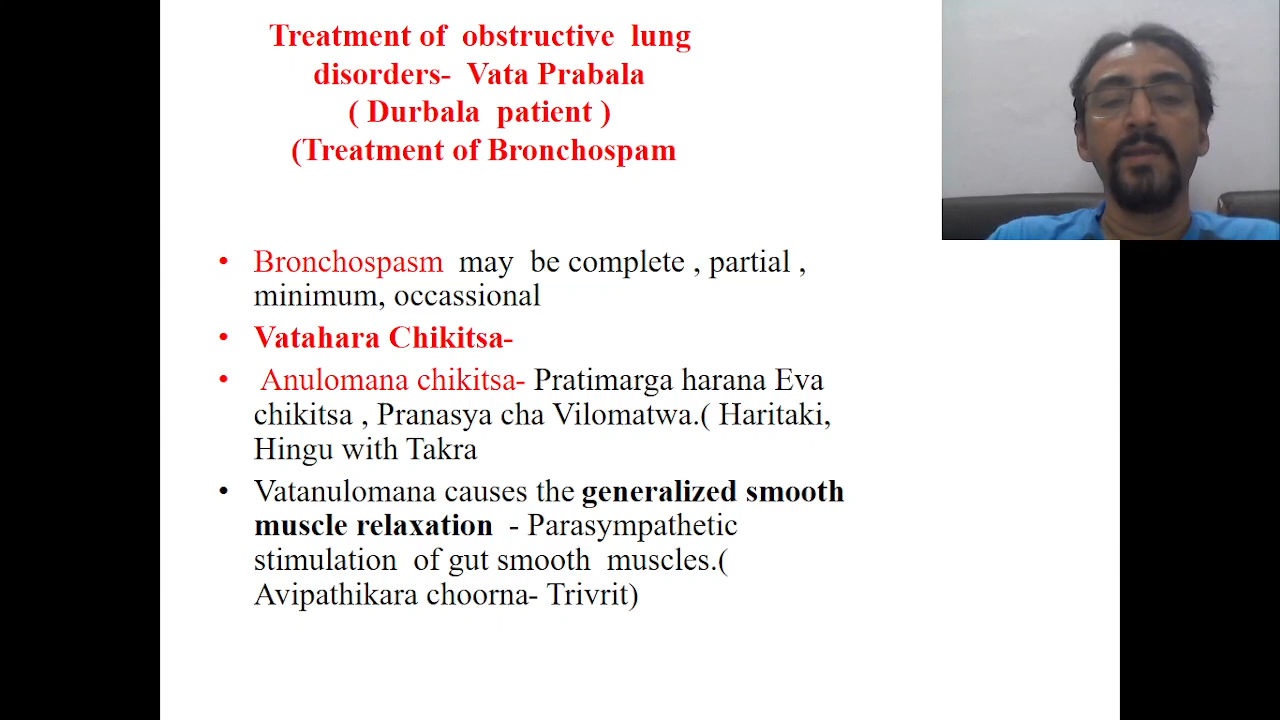 Treatment of obstructive lung
disorders- Vata Prabala
( Durbala patient )
(Treatment of Bronchospam
• Bronchospasm may be complete , partial ,
minimum, occassional
• Vatahara Chikitsa-
• Anulomana chikitsa- Pratimarga harana Eva
chikitsa , Pranasya cha Vilomatwa.( Haritaki,
Hingu with Takra
• Vatanulomana causes the generalized smooth
muscle relaxation - Parasympathetic
stimulation of gut smooth muscles.(
Avipathikara choorna- Trivrit)